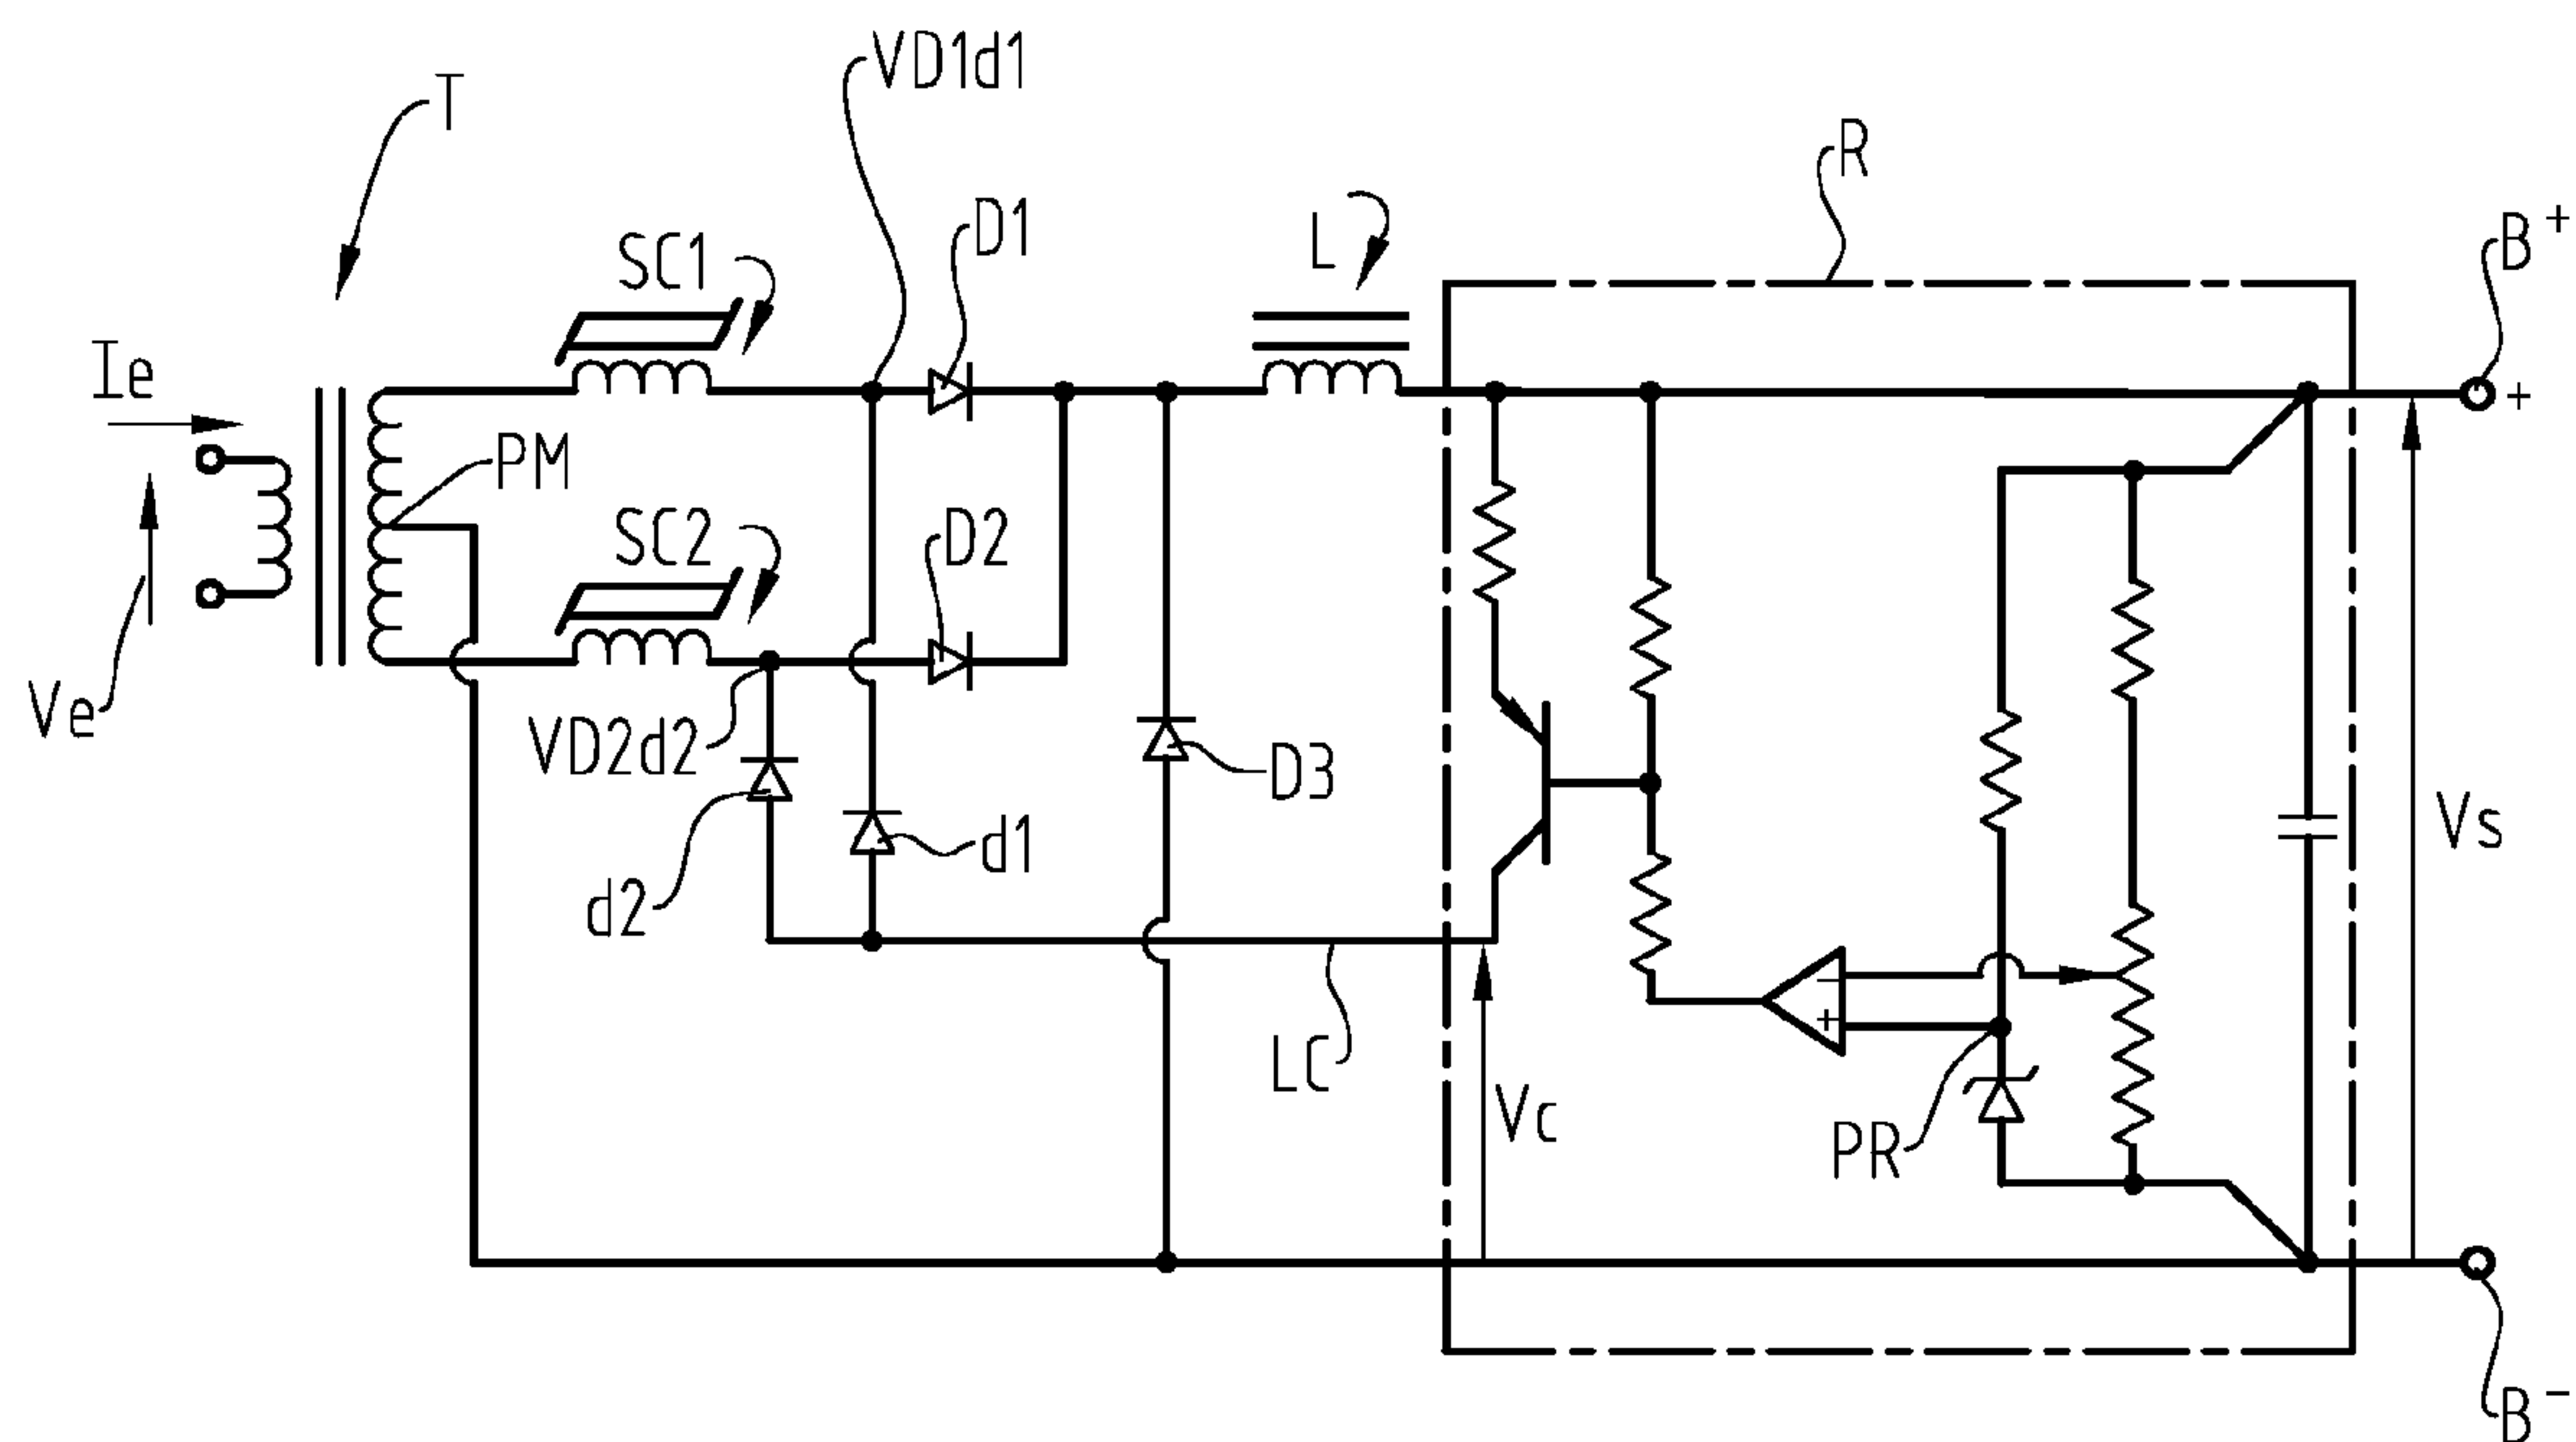 VD1d1
T
R
D1
B+
SC1
L
Ie
+
PM
SC2
D2
Ve
VD2d2
D3
Vs
d1
d2
−
+
LC
Vc
PR
B−